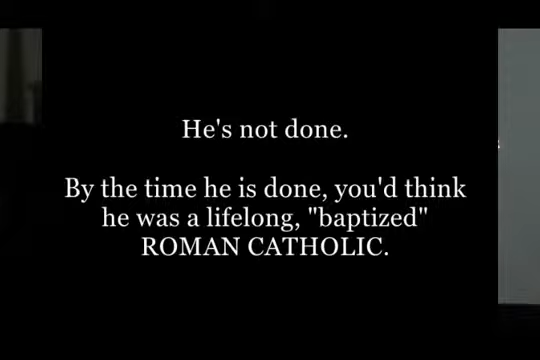 He's not done.
By the time he is done, you'd think
he was a lifelong, "baptized"
ROMAN CATHOLIC.